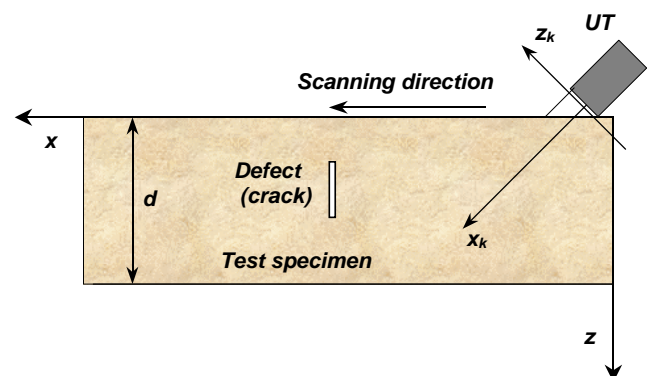 UT
z_k
Scanning direction
x
Defect
(crack)
d
x_k
Test specimen
z